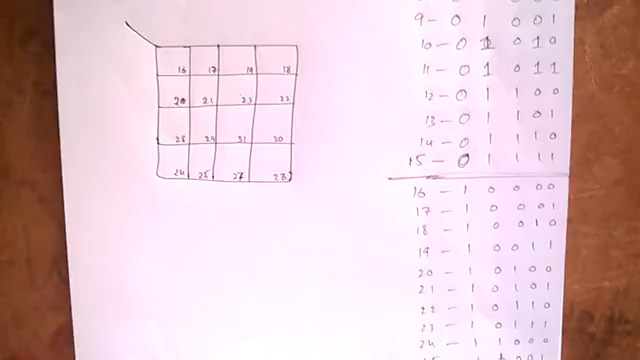 16 17 19 18
20 21 23 22
28 29 31 30
24 25 27 23
9 - 0 1 0 0 1
10 - 0 1 0 1 0
11 - 0 1 0 1 1
12 - 0 1 1 0 0
13 - 0 1 1 0 1
14 - 0 1 1 1 0
15 - 0 1 1 1 1
16 - 1 0 0 0 0
17 - 1 0 0 0 1
18 - 1 0 0 1 0
19 - 1 0 0 1 1
20 - 1 0 1 0 0
21 - 1 0 1 0 1
22 - 1 0 1 1 0
23 - 1 0 1 1 1
24 - 1 1 0 0 0